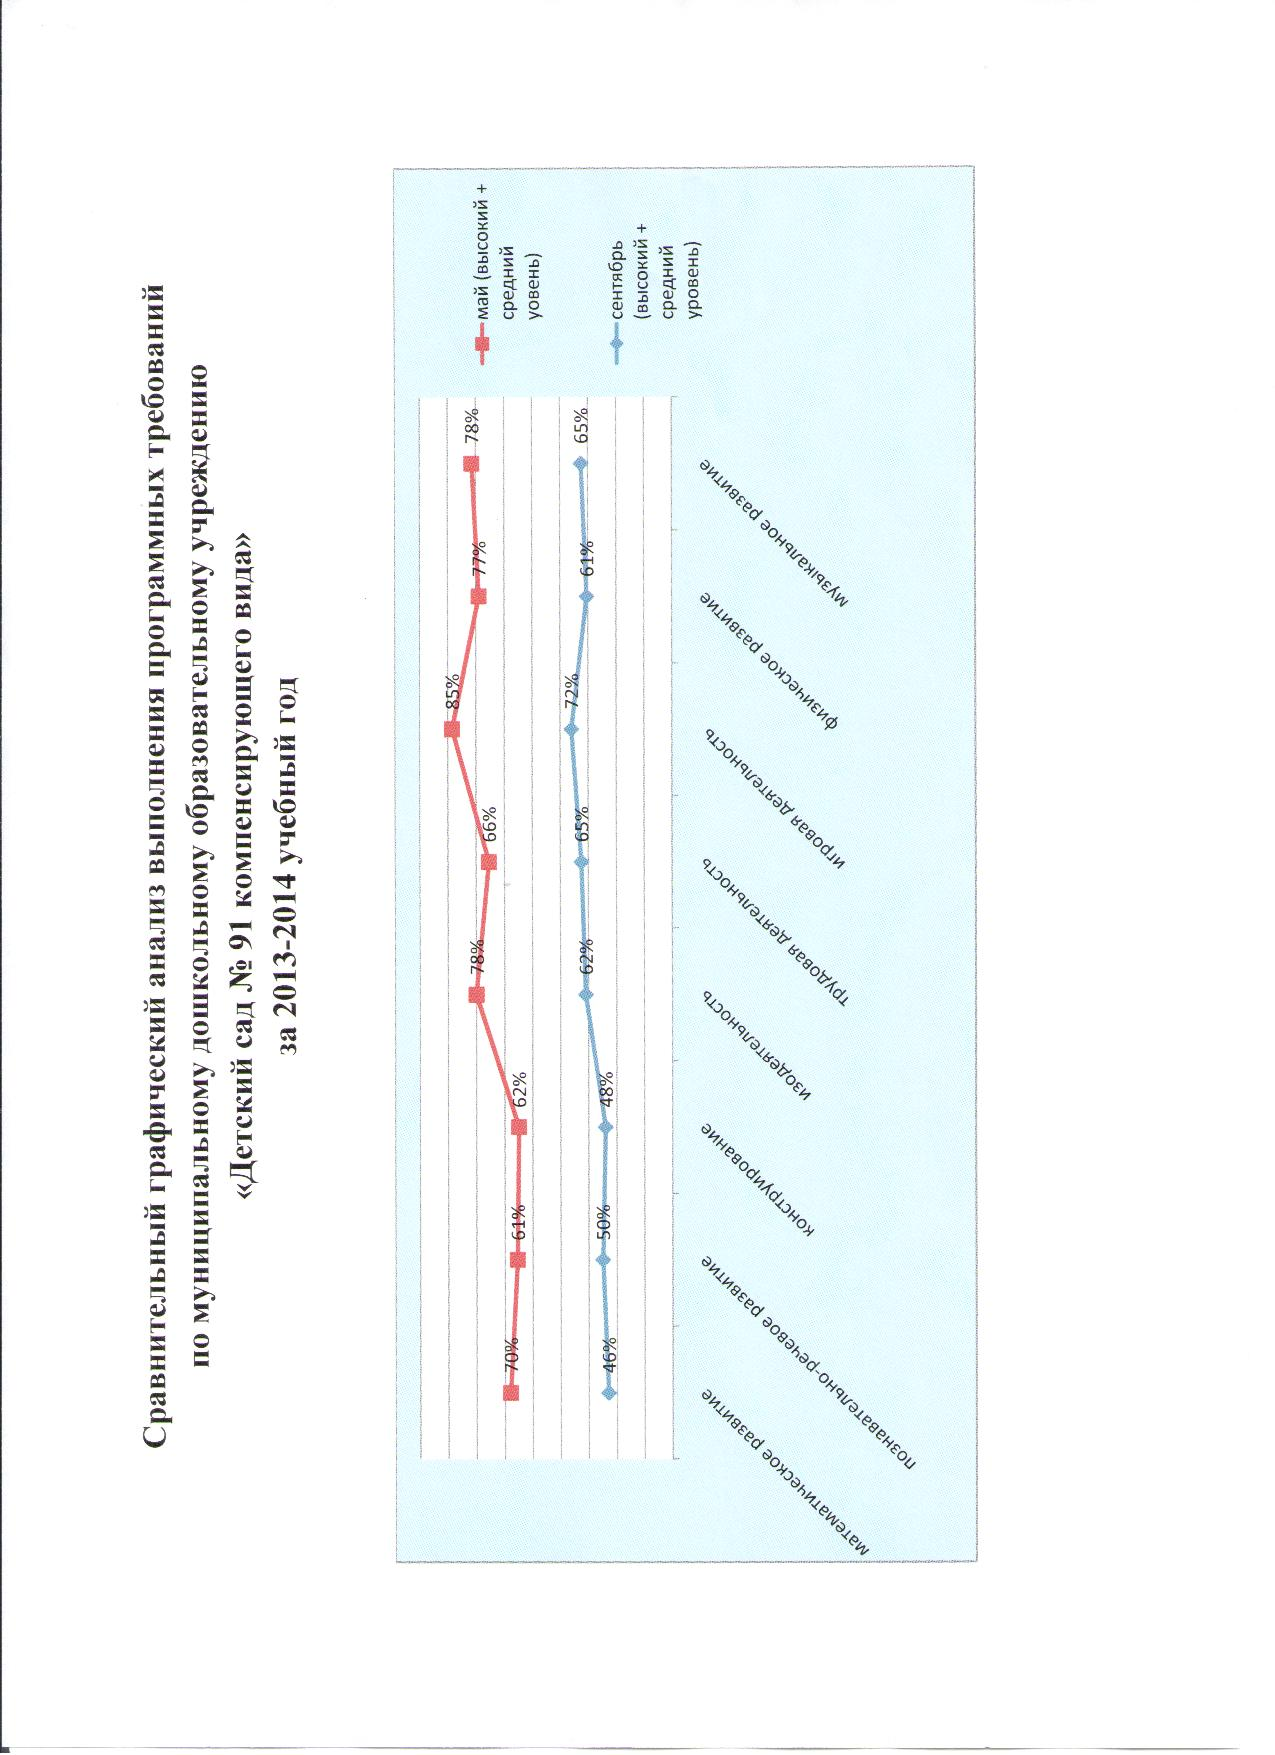 Сравнительный графический анализ выполнения программных требований
по муниципальному дошкольному образовательному учреждению
«Детский сад № 91 компенсирующего вида»
за 2013-2014 учебный год
70%
61%
62%
78%
66%
85%
77%
78%
46%
50%
48%
62%
65%
72%
61%
65%
математическое развитие
познавательно-речевое развитие
конструирование
изодеятельность
трудовая деятельность
игровая деятельность
физическое развитие
музыкальное развитие
май (высокий +
средний
уовень)
сентябрь
(высокий +
средний
уровень)